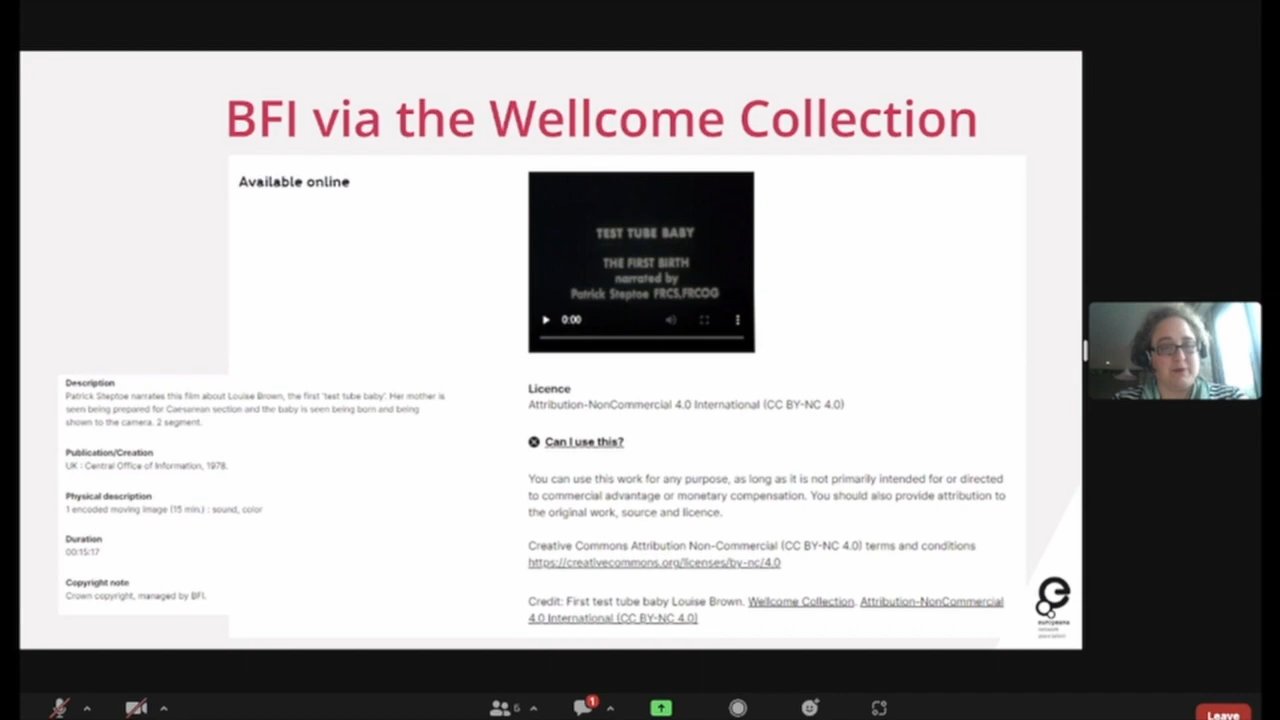 BFI via the Wellcome Collection
Available online
TEST TUBE BABY
THE FIRST BIRTH
narrated by
Patrick Steptoe FRCS,FRCOG
0:00
Description
Patrick Steptoe narrates this film about Louise Brown, the first 'test tube baby'. Her mother is
seen being prepared for Caesarean section and the baby is seen being born and being
shown to the camera. 2 segment.
Publication/Creation
UK : Central Office of Information, 1978.
Physical description
1 encoded moving image (15 min.) : sound, color
Duration
00:15:17
Copyright note
Crown copyright, managed by BFI.
Licence
Attribution-NonCommercial 4.0 International (CC BY-NC 4.0)
Can I use this?
You can use this work for any purpose, as long as it is not primarily intended for or directed
to commercial advantage or monetary compensation. You should also provide attribution to
the original work, source and licence.
Creative Commons Attribution Non-Commercial (CC BY-NC 4.0) terms and conditions
https://creativecommons.org/licenses/by-nc/4.0
Credit: First test tube baby Louise Brown. Wellcome Collection. Attribution-NonCommercial
4.0 International (CC BY-NC 4.0)
europeana
network
association
6
1
Leave